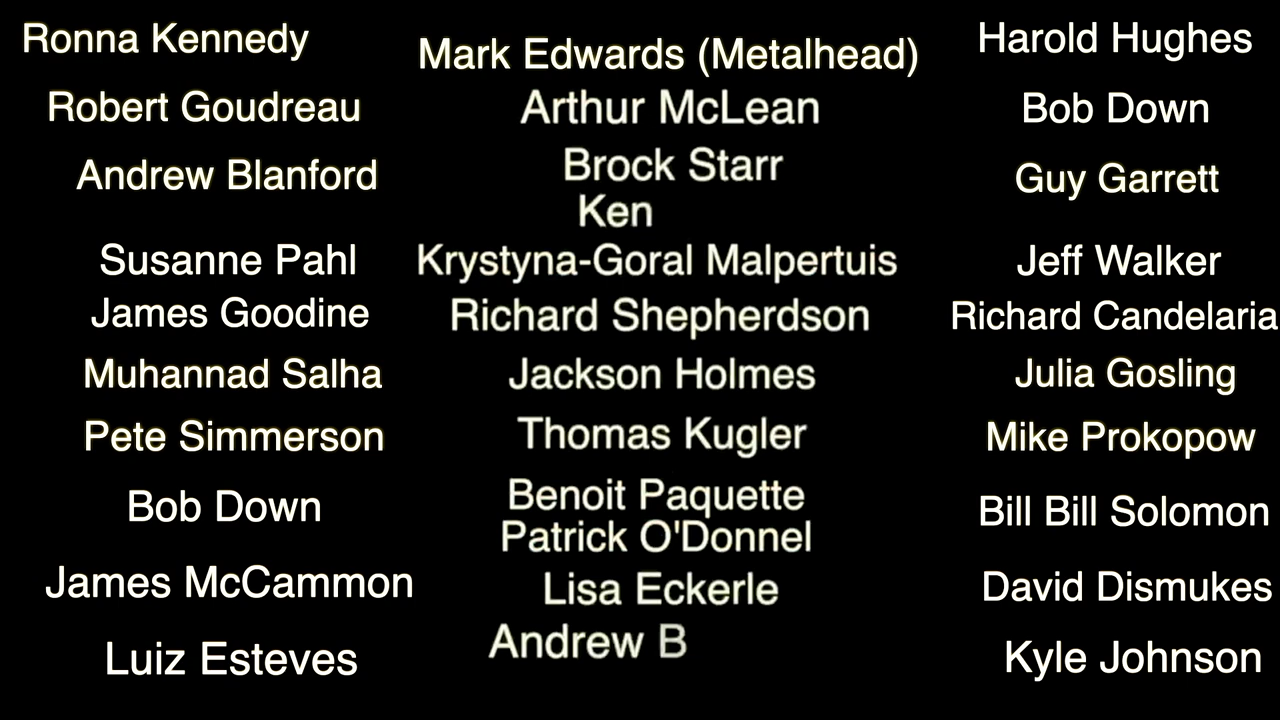 Ronna Kennedy
Robert Goudreau
Andrew Blanford
Susanne Pahl
James Goodine
Muhannad Salha
Pete Simmerson
Bob Down
James McCammon
Luiz Esteves
Mark Edwards (Metalhead)
Arthur McLean
Brock Starr
Ken
Krystyna-Goral Malpertuis
Richard Shepherdson
Jackson Holmes
Thomas Kugler
Benoit Paquette
Patrick O'Donnel
Lisa Eckerle
Andrew B
Harold Hughes
Bob Down
Guy Garrett
Jeff Walker
Richard Candelaria
Julia Gosling
Mike Prokopow
Bill Bill Solomon
David Dismukes
Kyle Johnson